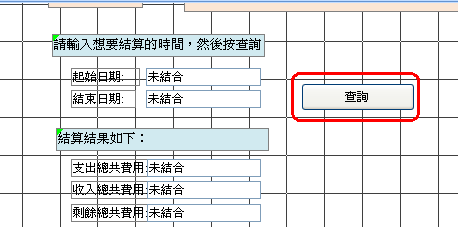 請輸入想要結算的時間，然後按查詢
起始日期: 未結合
查詢
結束日期: 未結合
結算結果如下：
支出總共費用: 未結合
收入總共費用: 未結合
剩餘總共費用: 未結合